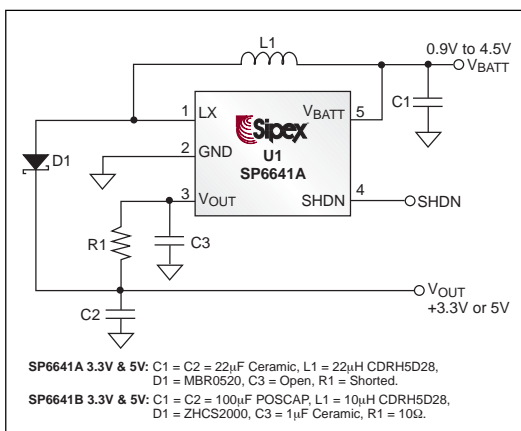 L1
0.9V to 4.5V
VBATT
C1
1 LX
VBATT 5
Sipex
D1
2 GND
U1
SP6641A
3 VOUT
SHDN 4
SHDN
R1
C3
VOUT
+3.3V or 5V
C2
SP6641A 3.3V & 5V: C1 = C2 = 22µF Ceramic, L1 = 22µH CDRH5D28,
D1 = MBR0520, C3 = Open, R1 = Shorted.
SP6641B 3.3V & 5V: C1 = C2 = 100µF POSCAP, L1 = 10µH CDRH5D28,
D1 = ZHCS2000, C3 = 1µF Ceramic, R1 = 10Ω.